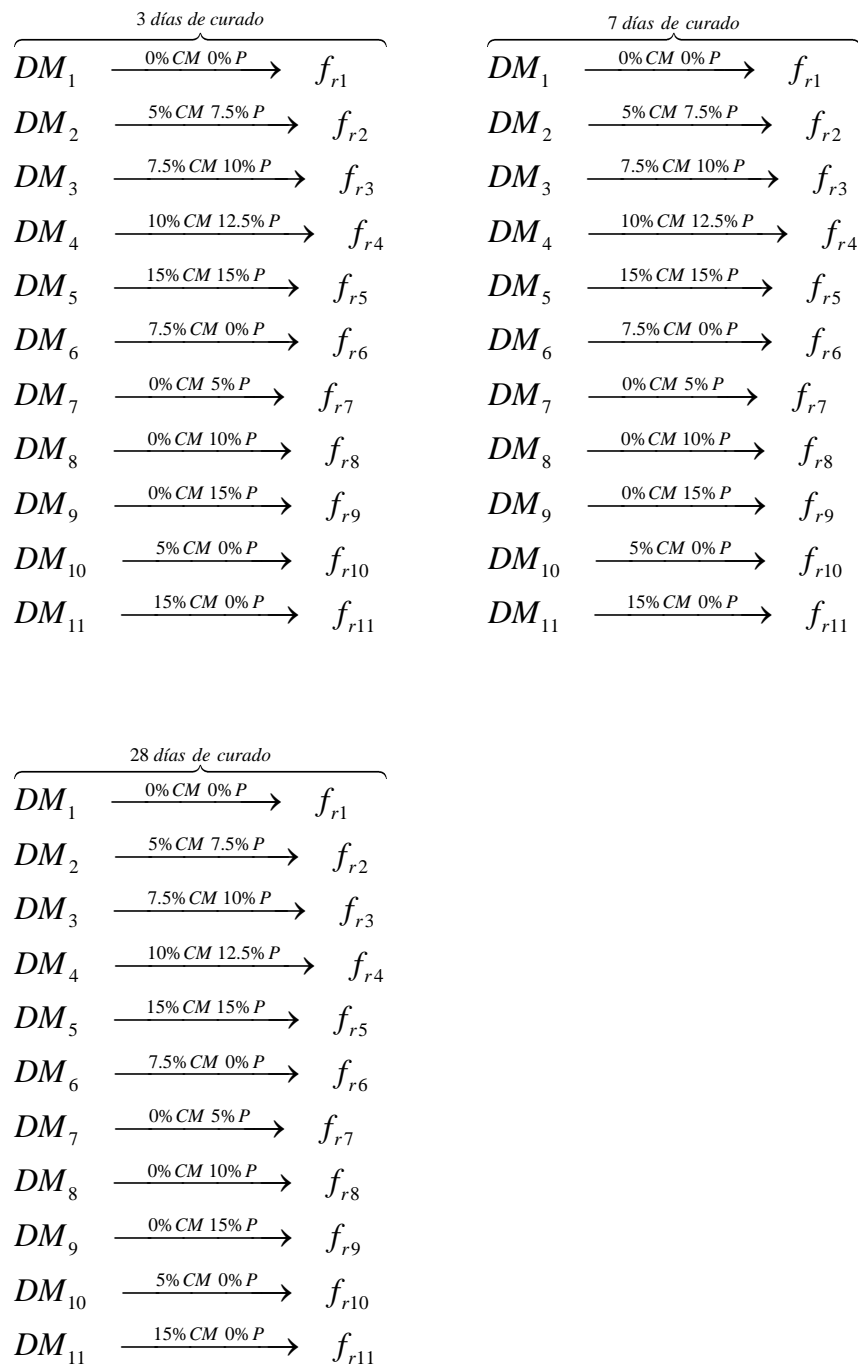 3 días de curado
DM1 0% CM 0% P fr1
DM2 5% CM 7.5% P fr2
DM3 7.5% CM 10% P fr3
DM4 10% CM 12.5% P fr4
DM5 15% CM 15% P fr5
DM6 7.5% CM 0% P fr6
DM7 0% CM 5% P fr7
DM8 0% CM 10% P fr8
DM9 0% CM 15% P fr9
DM10 5% CM 0% P fr10
DM11 15% CM 0% P fr11
7 días de curado
DM1 0% CM 0% P fr1
DM2 5% CM 7.5% P fr2
DM3 7.5% CM 10% P fr3
DM4 10% CM 12.5% P fr4
DM5 15% CM 15% P fr5
DM6 7.5% CM 0% P fr6
DM7 0% CM 5% P fr7
DM8 0% CM 10% P fr8
DM9 0% CM 15% P fr9
DM10 5% CM 0% P fr10
DM11 15% CM 0% P fr11
28 días de curado
DM1 0% CM 0% P fr1
DM2 5% CM 7.5% P fr2
DM3 7.5% CM 10% P fr3
DM4 10% CM 12.5% P fr4
DM5 15% CM 15% P fr5
DM6 7.5% CM 0% P fr6
DM7 0% CM 5% P fr7
DM8 0% CM 10% P fr8
DM9 0% CM 15% P fr9
DM10 5% CM 0% P fr10
DM11 15% CM 0% P fr11